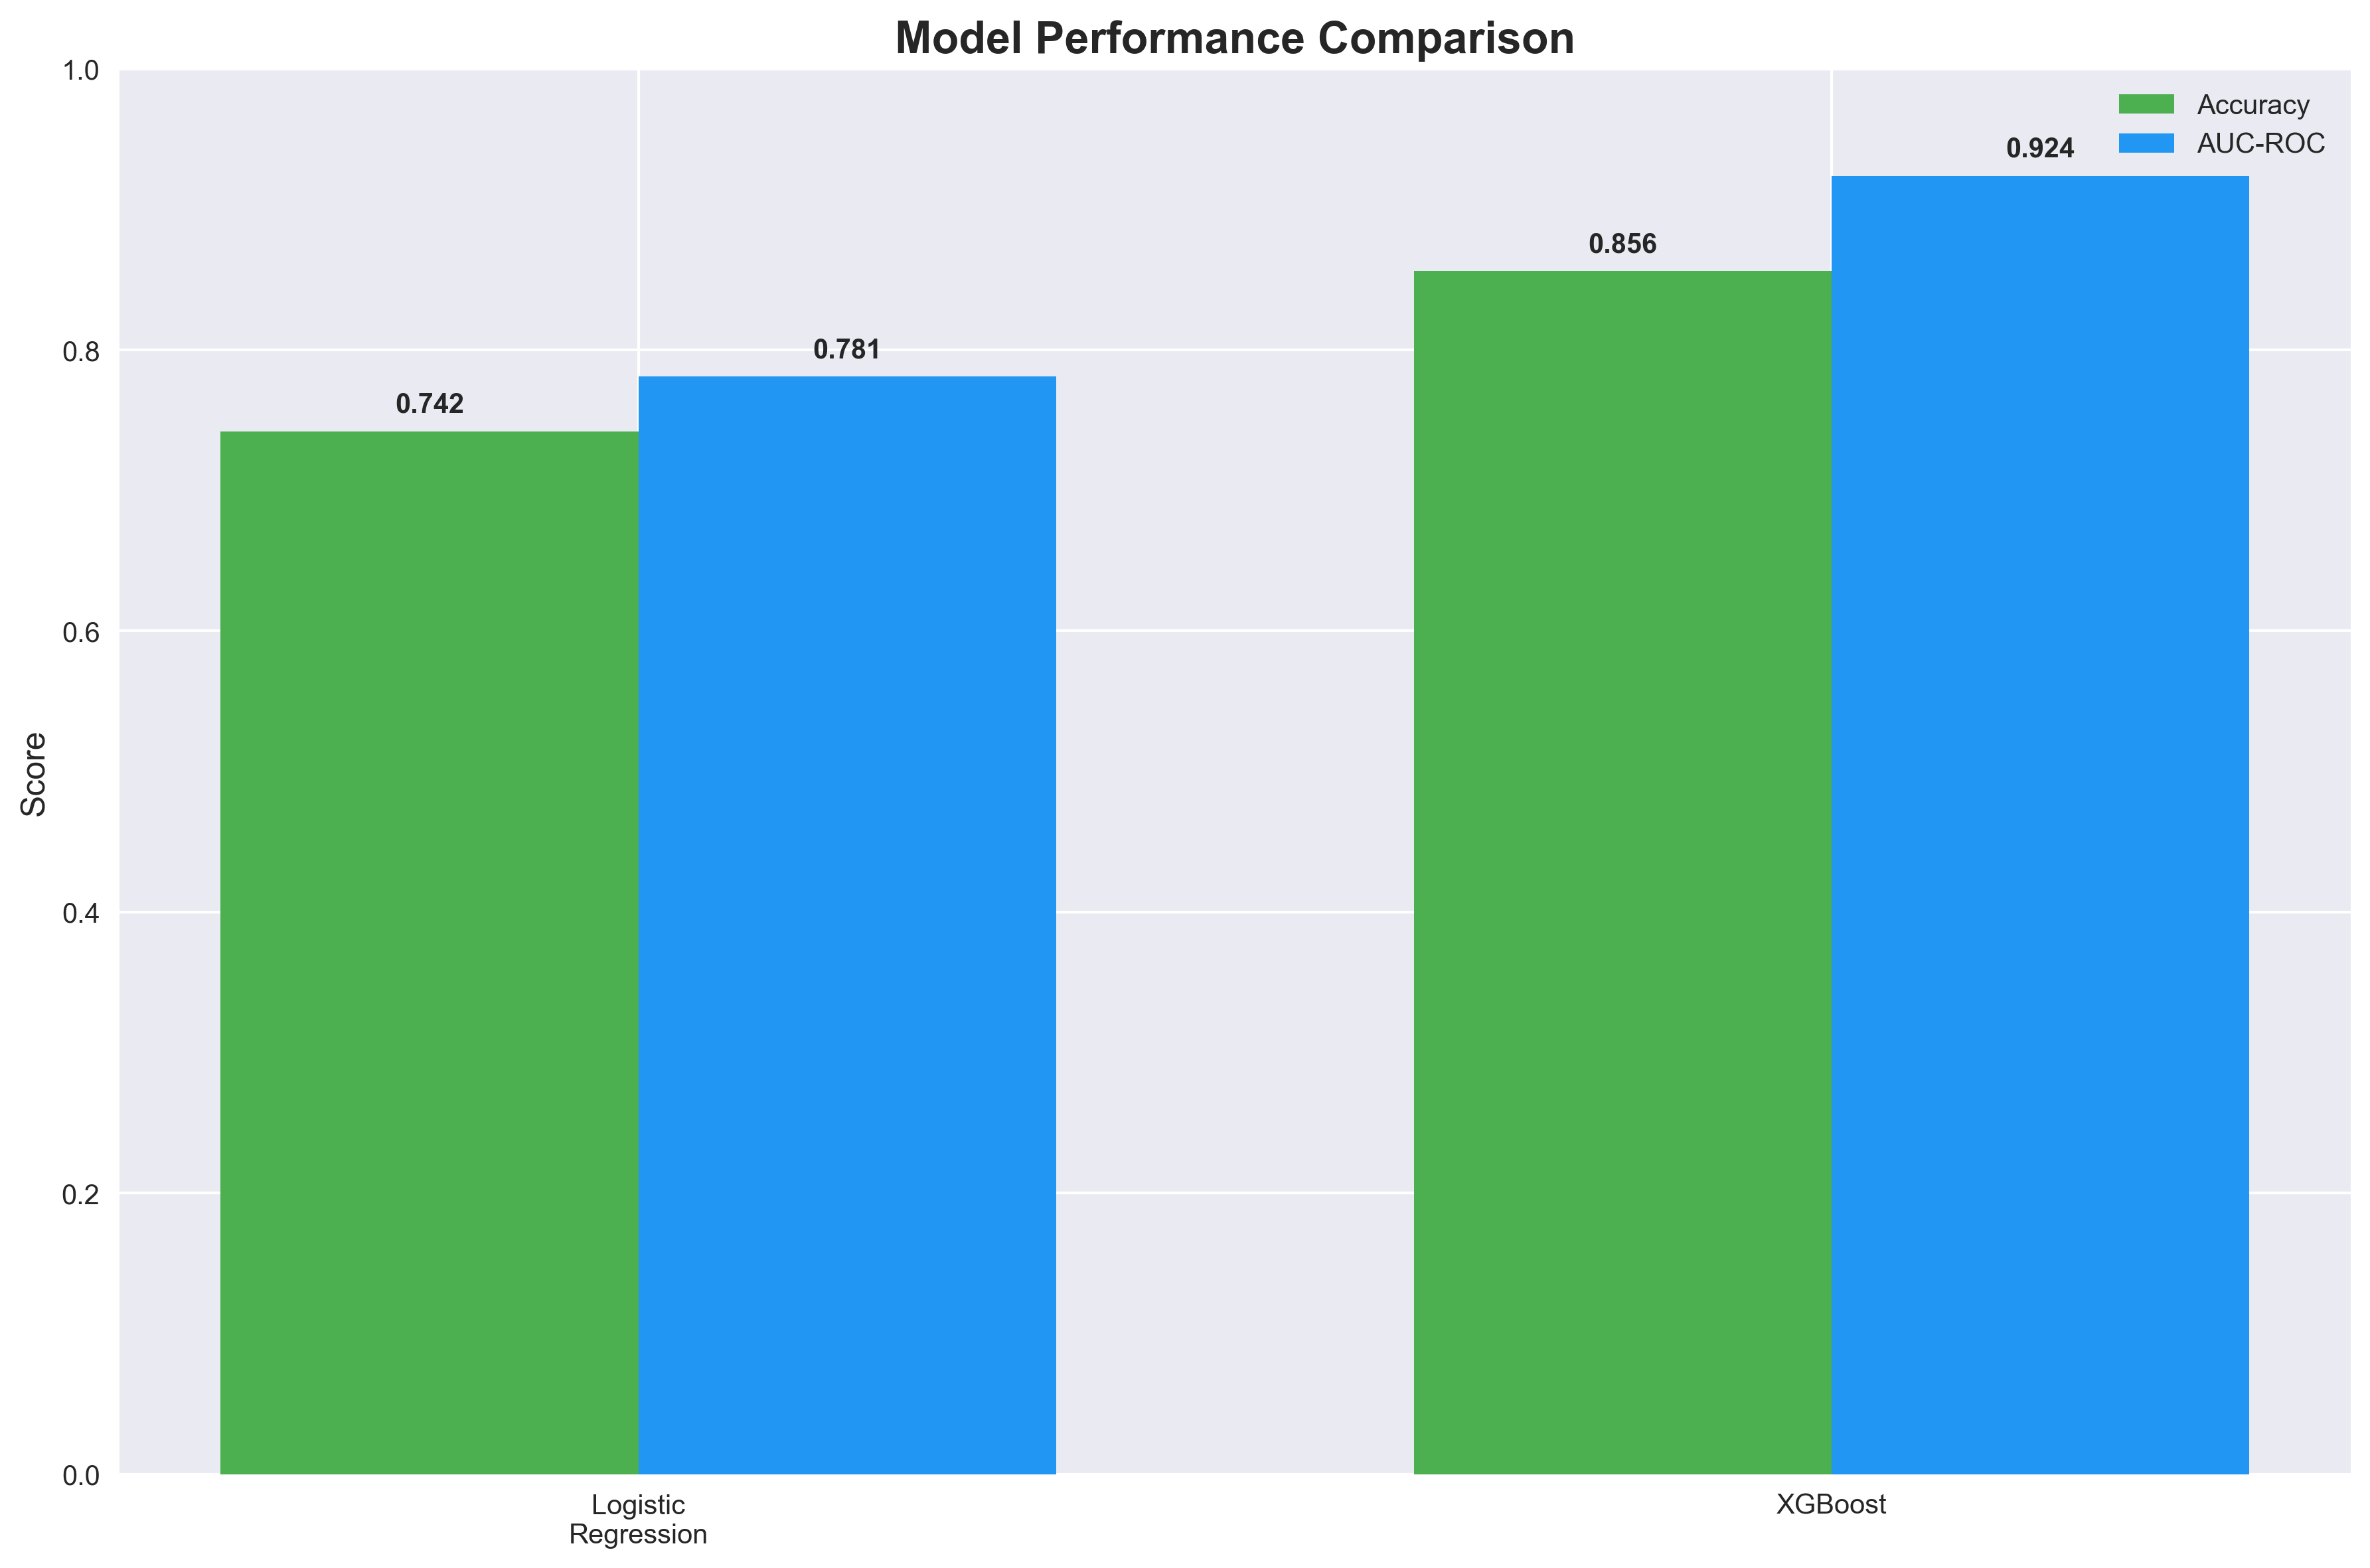 Model Performance Comparison
1.0
Accuracy
AUC-ROC
0.924
0.856
0.8
0.781
0.742
0.6
Score
0.4
0.2
0.0
Logistic
Regression
XGBoost